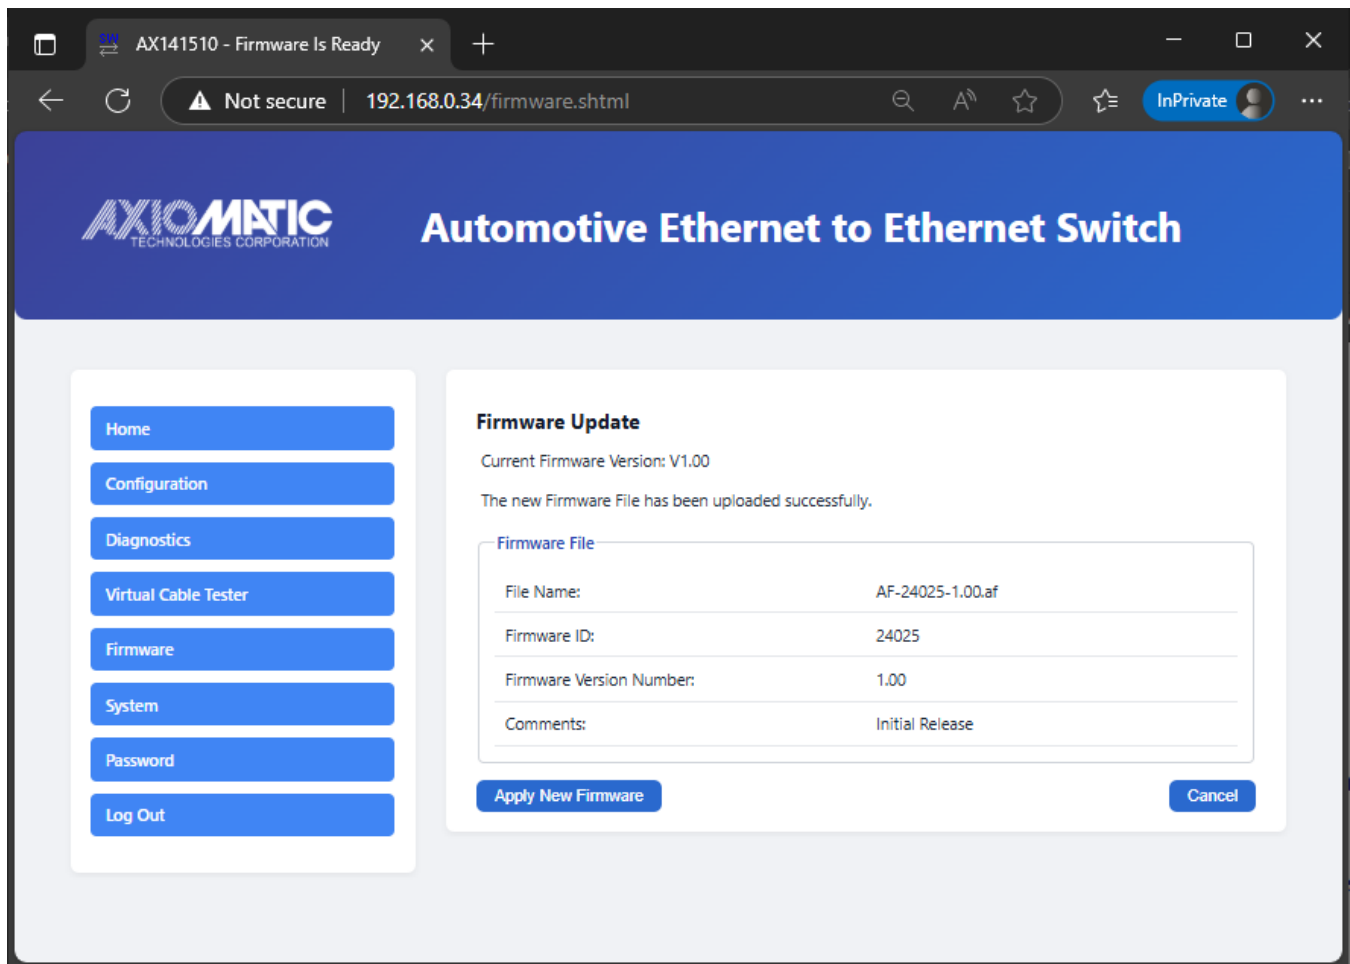 AX141510 - Firmware Is Ready
Not secure 192.168.0.34/firmware.shtml InPrivate
AXIOMATIC
TECHNOLOGIES CORPORATION
Automotive Ethernet to Ethernet Switch
Home
Configuration
Diagnostics
Virtual Cable Tester
Firmware
System
Password
Log Out
Firmware Update
Current Firmware Version: V1.00
The new Firmware File has been uploaded successfully.
Firmware File
File Name: AF-24025-1.00.af
Firmware ID: 24025
Firmware Version Number: 1.00
Comments: Initial Release
Apply New Firmware Cancel